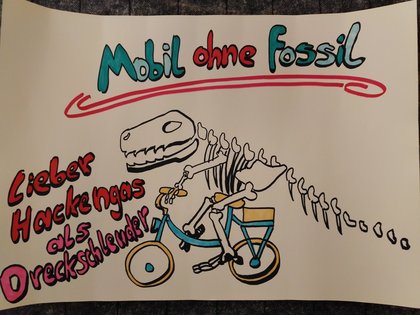 Mobil ohne Fossil
Lieber
Hackengas
als
Dreckschleuder